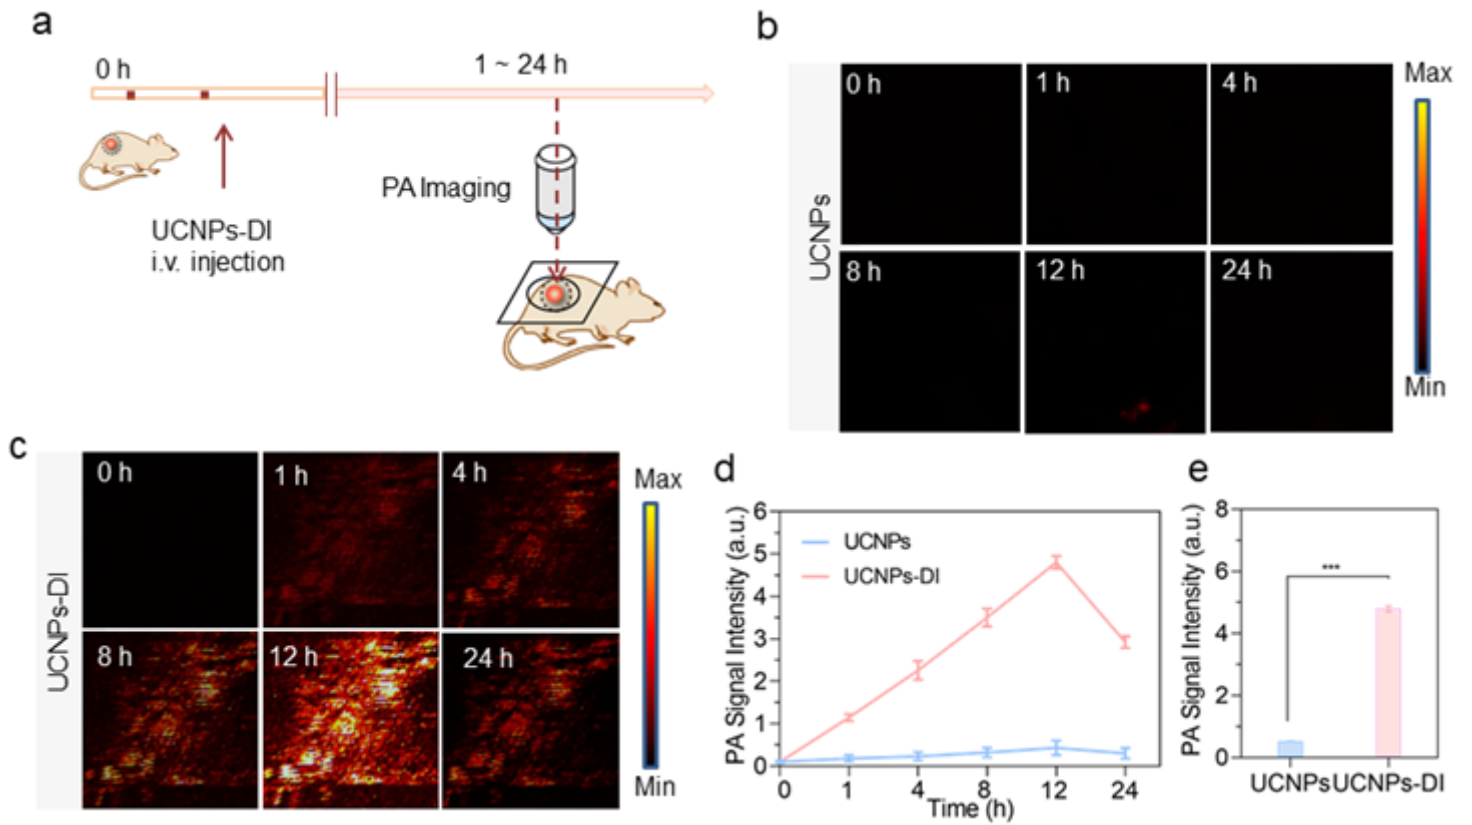 a
0 h
1 ~ 24 h
PA Imaging
UCNPs-DI
i.v. injection
b
UCNPs
0 h
1 h
4 h
8 h
12 h
24 h
Max
Min
c
UCNPs-DI
0 h
1 h
4 h
8 h
12 h
24 h
Max
Min
d
PA Signal Intensity (a.u.)
6
5
4
3
2
1
0
UCNPs
UCNPs-DI
0 1 4 8 12 24
Time (h)
e
PA Signal Intensity (a.u.)
8
6
4
2
0
***
UCNPs UCNPs-DI